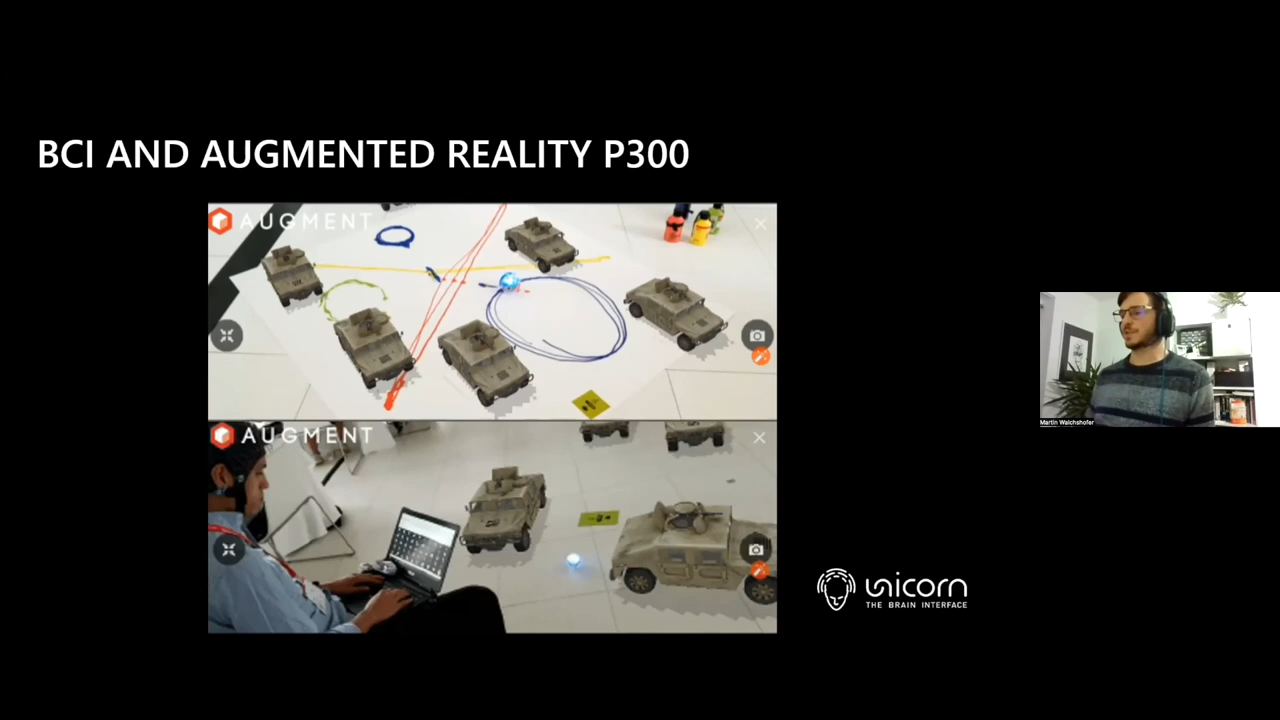 BCI AND AUGMENTED REALITY P300
AUGMENT
AUGMENT
unicorn
THE BRAIN INTERFACE
Martin Walchshofer